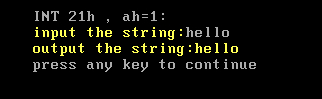 INT 21h , ah=1:
input the string:hello
output the string:hello
press any key to continue